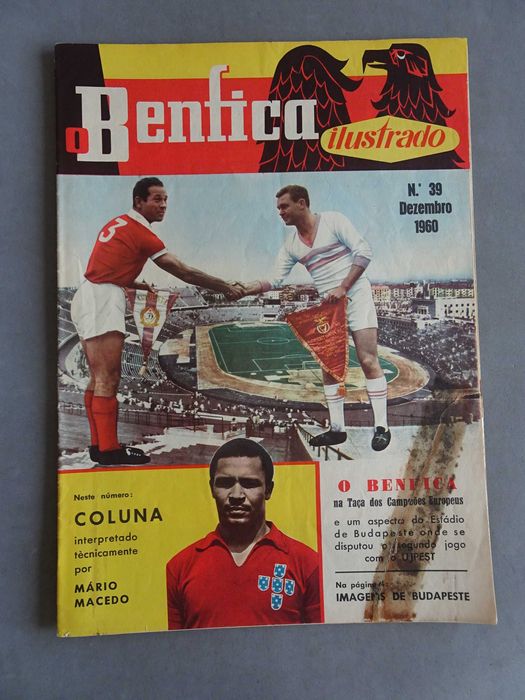 O Benfica
ilustrado
N.º 39
Dezembro
1960
3
O BENFICA
na Taça dos Campeões Europeus
e um aspecto do Estádio
de Budapeste onde se
disputou o segundo jogo
com o UJPEST
Neste número:
COLUNA
interpretado
tècnicamente
por
MÁRIO
MACEDO
Na página
IMAGENS DE BUDAPESTE